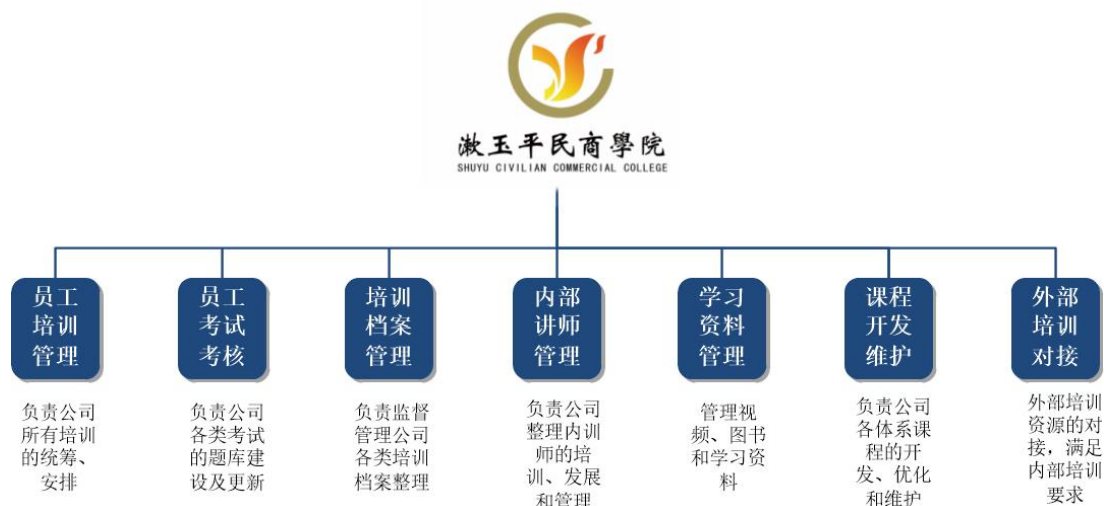 漱玉平民商學院
SHUYU CIVILIAN COMMERCIAL COLLEGE
员工
培训
管理
负责公司
所有培训
的统筹、
安排
员工
考试
考核
负责公司
各类考试
的题库建
设及更新
培训
档案
管理
负责监督
管理公司
各类培训
档案整理
内部
讲师
管理
负责公司
整理内训
师的培
训、发展
和管理
学习
资料
管理
管理视
频、图书
和学习资
料
课程
开发
维护
负责公司
各体系课
程的开
发、优化
和维护
外部
培训
对接
外部培训
资源的对
接，满足
内部培训
要求